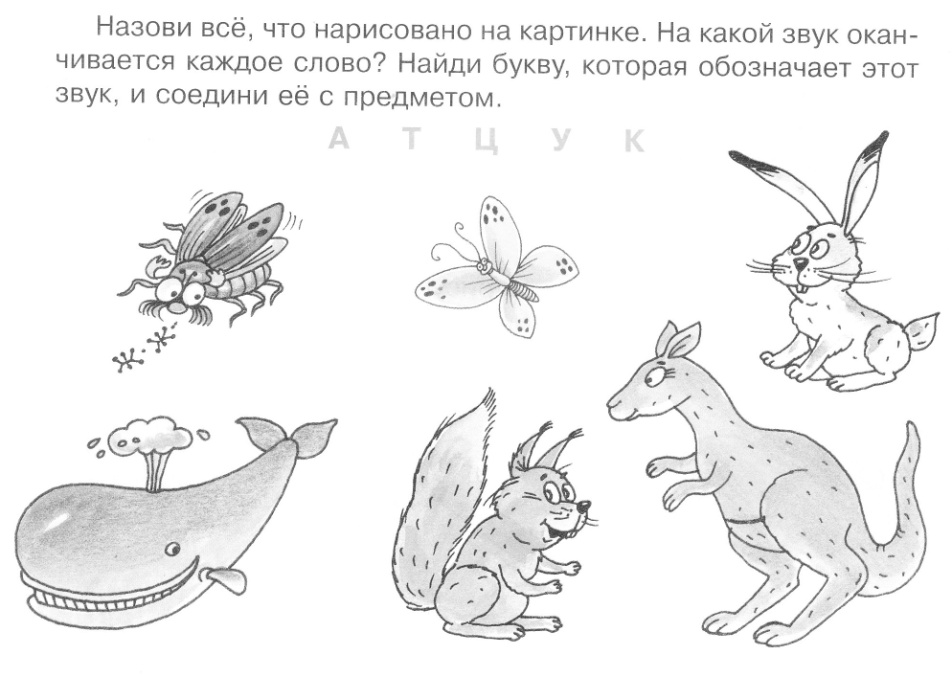 Назови всё, что нарисовано на картинке. На какой звук окан-
чивается каждое слово? Найди букву, которая обозначает этот
звук, и соедини её с предметом.
А Т Ц У К